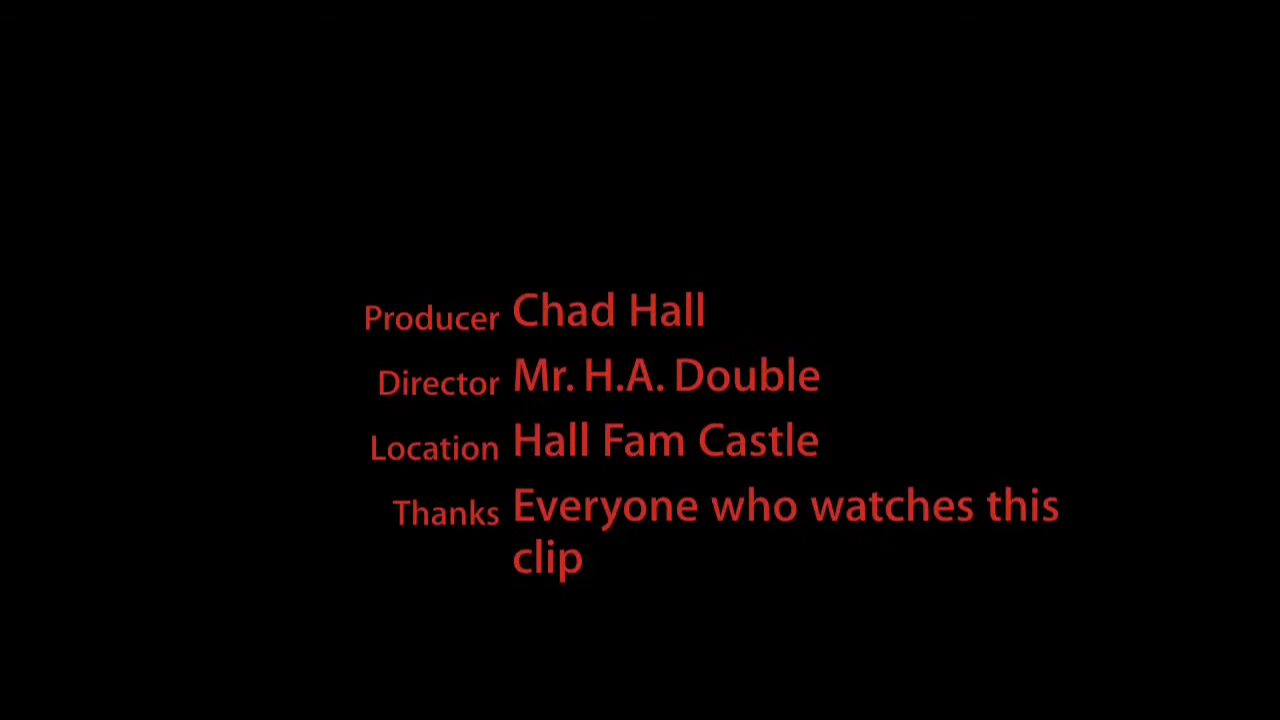 Producer Chad Hall
Director Mr. H.A. Double
Location Hall Fam Castle
Thanks Everyone who watches this
clip